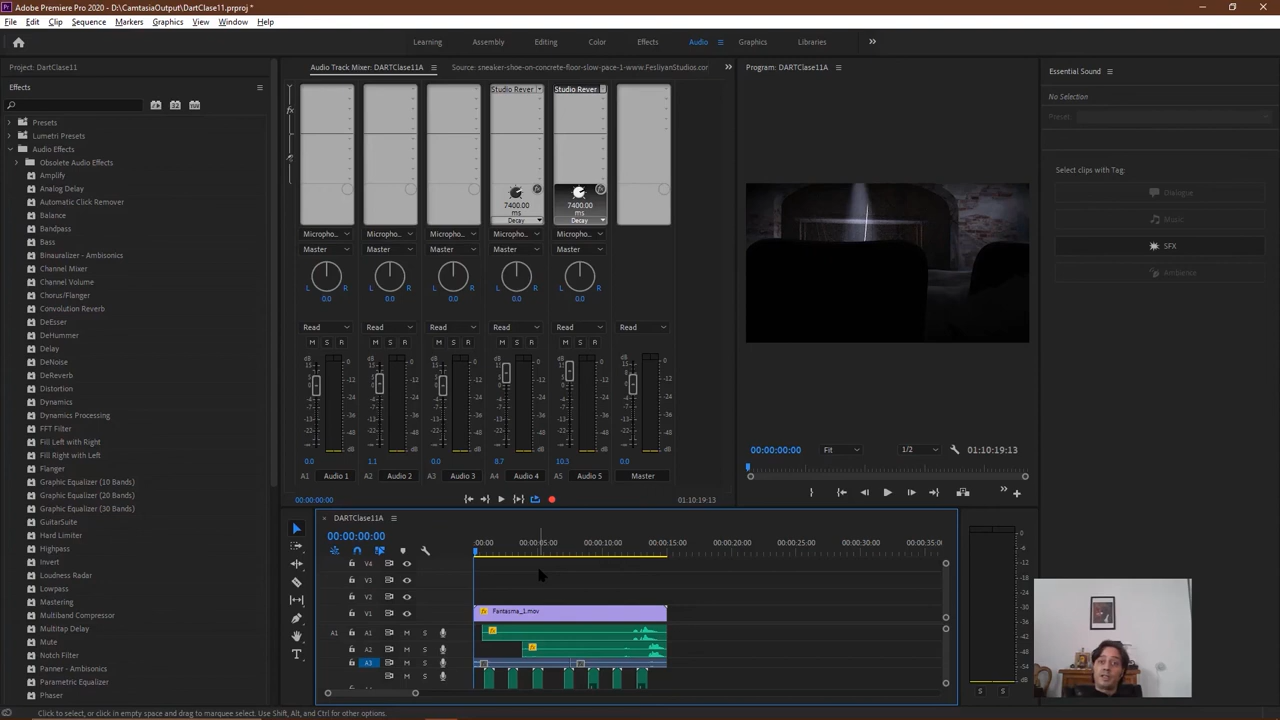 Adobe Premiere Pro 2020 - D:\CamtasiaOutput\DartClase11.prproj *
File Edit Clip Sequence Markers Graphics View Window Help
Learning Assembly Editing Color Effects Audio Graphics Libraries
Project: DartClase11
Effects
Presets
Lumetri Presets
Audio Effects
Obsolete Audio Effects
Amplify
Analog Delay
Automatic Click Remover
Balance
Bandpass
Bass
Binauralizer - Ambisonics
Channel Mixer
Channel Volume
Chorus/Flanger
Convolution Reverb
DeEsser
DeHummer
Delay
DeNoise
DeReverb
Distortion
Dynamics
Dynamics Processing
FFT Filter
Fill Left with Right
Fill Right with Left
Flanger
Graphic Equalizer (10 Bands)
Graphic Equalizer (20 Bands)
Graphic Equalizer (30 Bands)
GuitarSuite
Hard Limiter
Highpass
Invert
Loudness Radar
Lowpass
Mastering
Multiband Compressor
Multitap Delay
Mute
Notch Filter
Panner - Ambisonics
Parametric Equalizer
Phaser
Audio Track Mixer: DARTClase11A
Source: sneaker-shoe-on-concrete-floor-slow-pace-1-www.FesliyanStudios.cor
Studio Rever Studio Rever
7400.00 7400.00
ms ms
Decay Decay
Micropho... Micropho... Micropho... Micropho... Micropho...
Master Master Master Master Master
L R L R L R L R L R
0.0 0.0 0.0 0.0 0.0
Read Read Read Read Read Read
M S R M S R M S R M S R M S R
0.0 1.1 0.0 8.7 10.3 0.0
A1 Audio 1 A2 Audio 2 A3 Audio 3 A4 Audio 4 A5 Audio 5 Master
00:00:00:00 01:10:19:13
Program: DARTClase11A
00:00:00:00 Fit 1/2 01:10:19:13
Essential Sound
No Selection
Preset:
Select clips with Tag:
Dialogue
Music
SFX
Ambience
DARTClase11A
00:00:00:00
:00:00 00:00:05:00 00:00:10:00 00:00:15:00 00:00:20:00 00:00:25:00 00:00:30:00 00:00:35:0
V4
V3
V2
V1 Fantasma_1.mov
A1 A1 M S
A2 M S
A3 M S
M S
S S
Click to select, or click in empty space and drag to marquee select. Use Shift, Alt, and Ctrl for other options.